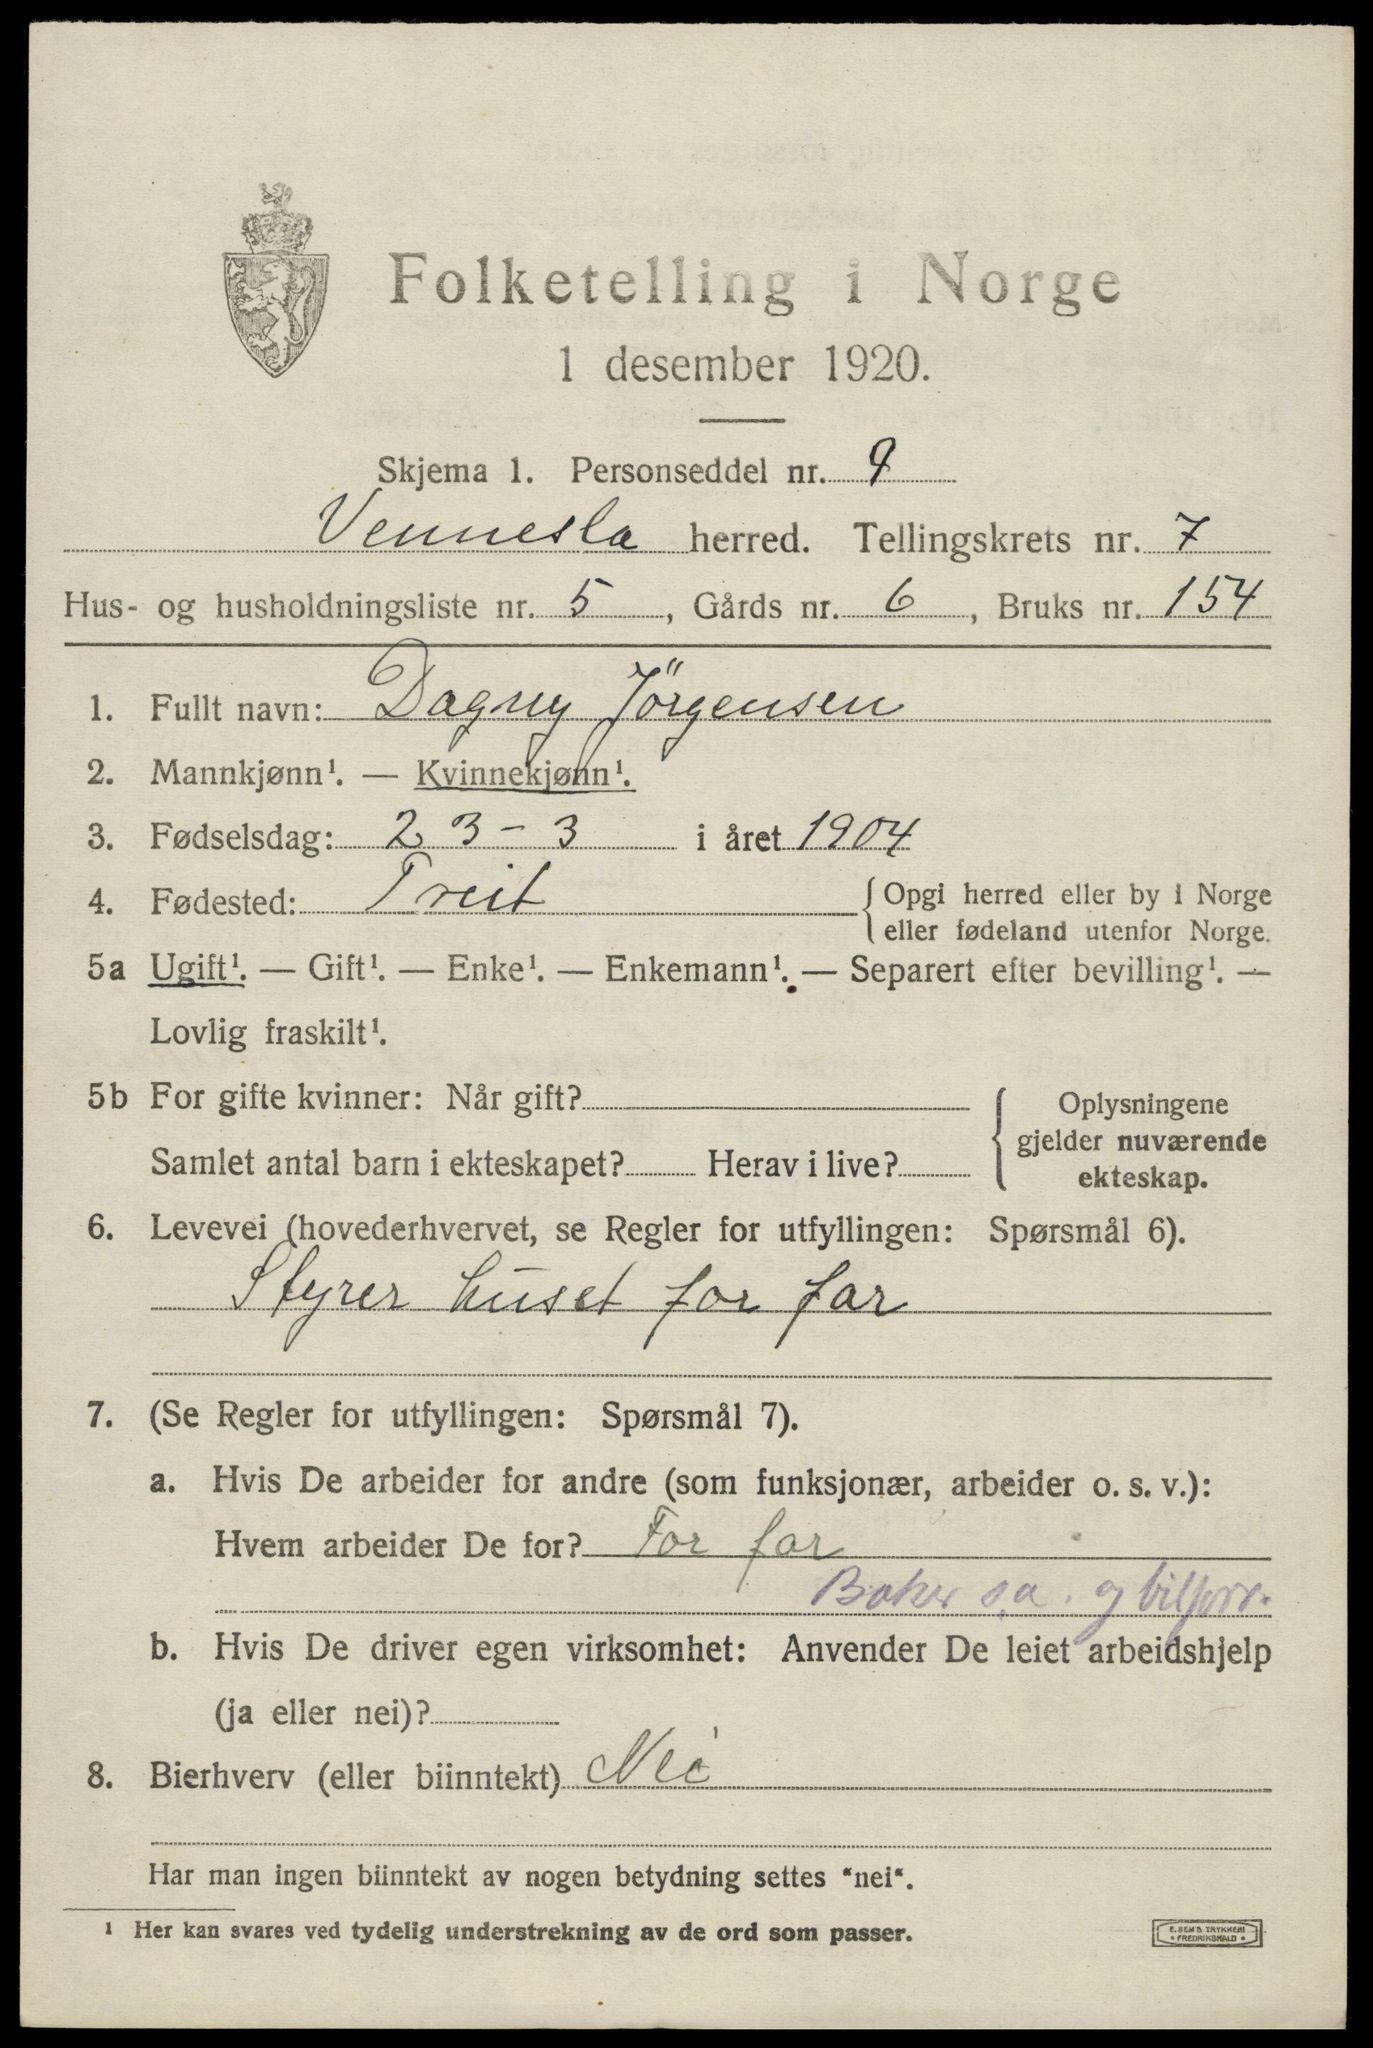 Folketelling i Norge
1 desember 1920.
Skjema 1. Personseddel nr. 9
Vennesla herred. Tellingskrets nr. 7
Hus- og husholdningsliste nr. 5, Gårds nr. 6, Bruks nr. 154
1. Fullt navn: Dagny Jörgensen
2. Mannkjønn¹. — Kvinnekjønn¹.
3. Fødselsdag: 23-3 i året 1904
4. Fødested: Treit {Opgi herred eller by i Norge
eller fødeland utenfor Norge.
5a Ugift¹. — Gift¹. — Enke¹. — Enkemann¹. — Separert efter bevilling¹. —
Lovlig fraskilt¹.
5b For gifte kvinner: Når gift?
Samlet antal barn i ekteskapet? Herav i live?
{Oplysningene
gjelder nuværende
ekteskap.
6. Levevei (hovederhvervet, se Regler for utfyllingen: Spørsmål 6).
Styrer huset for far
7. (Se Regler for utfyllingen: Spørsmål 7).
a. Hvis De arbeider for andre (som funksjonær, arbeider o. s. v.):
Hvem arbeider De for? For far
Baker s.a. og bilforr.
b. Hvis De driver egen virksomhet: Anvender De leiet arbeidshjelp
(ja eller nei)?
8. Bierhverv (eller biinntekt) Nei
Har man ingen biinntekt av nogen betydning settes "nei".
¹ Her kan svares ved tydelig understrekning av de ord som passer.
E. SEM'S TRYKKERI
FREDRIKSHALD